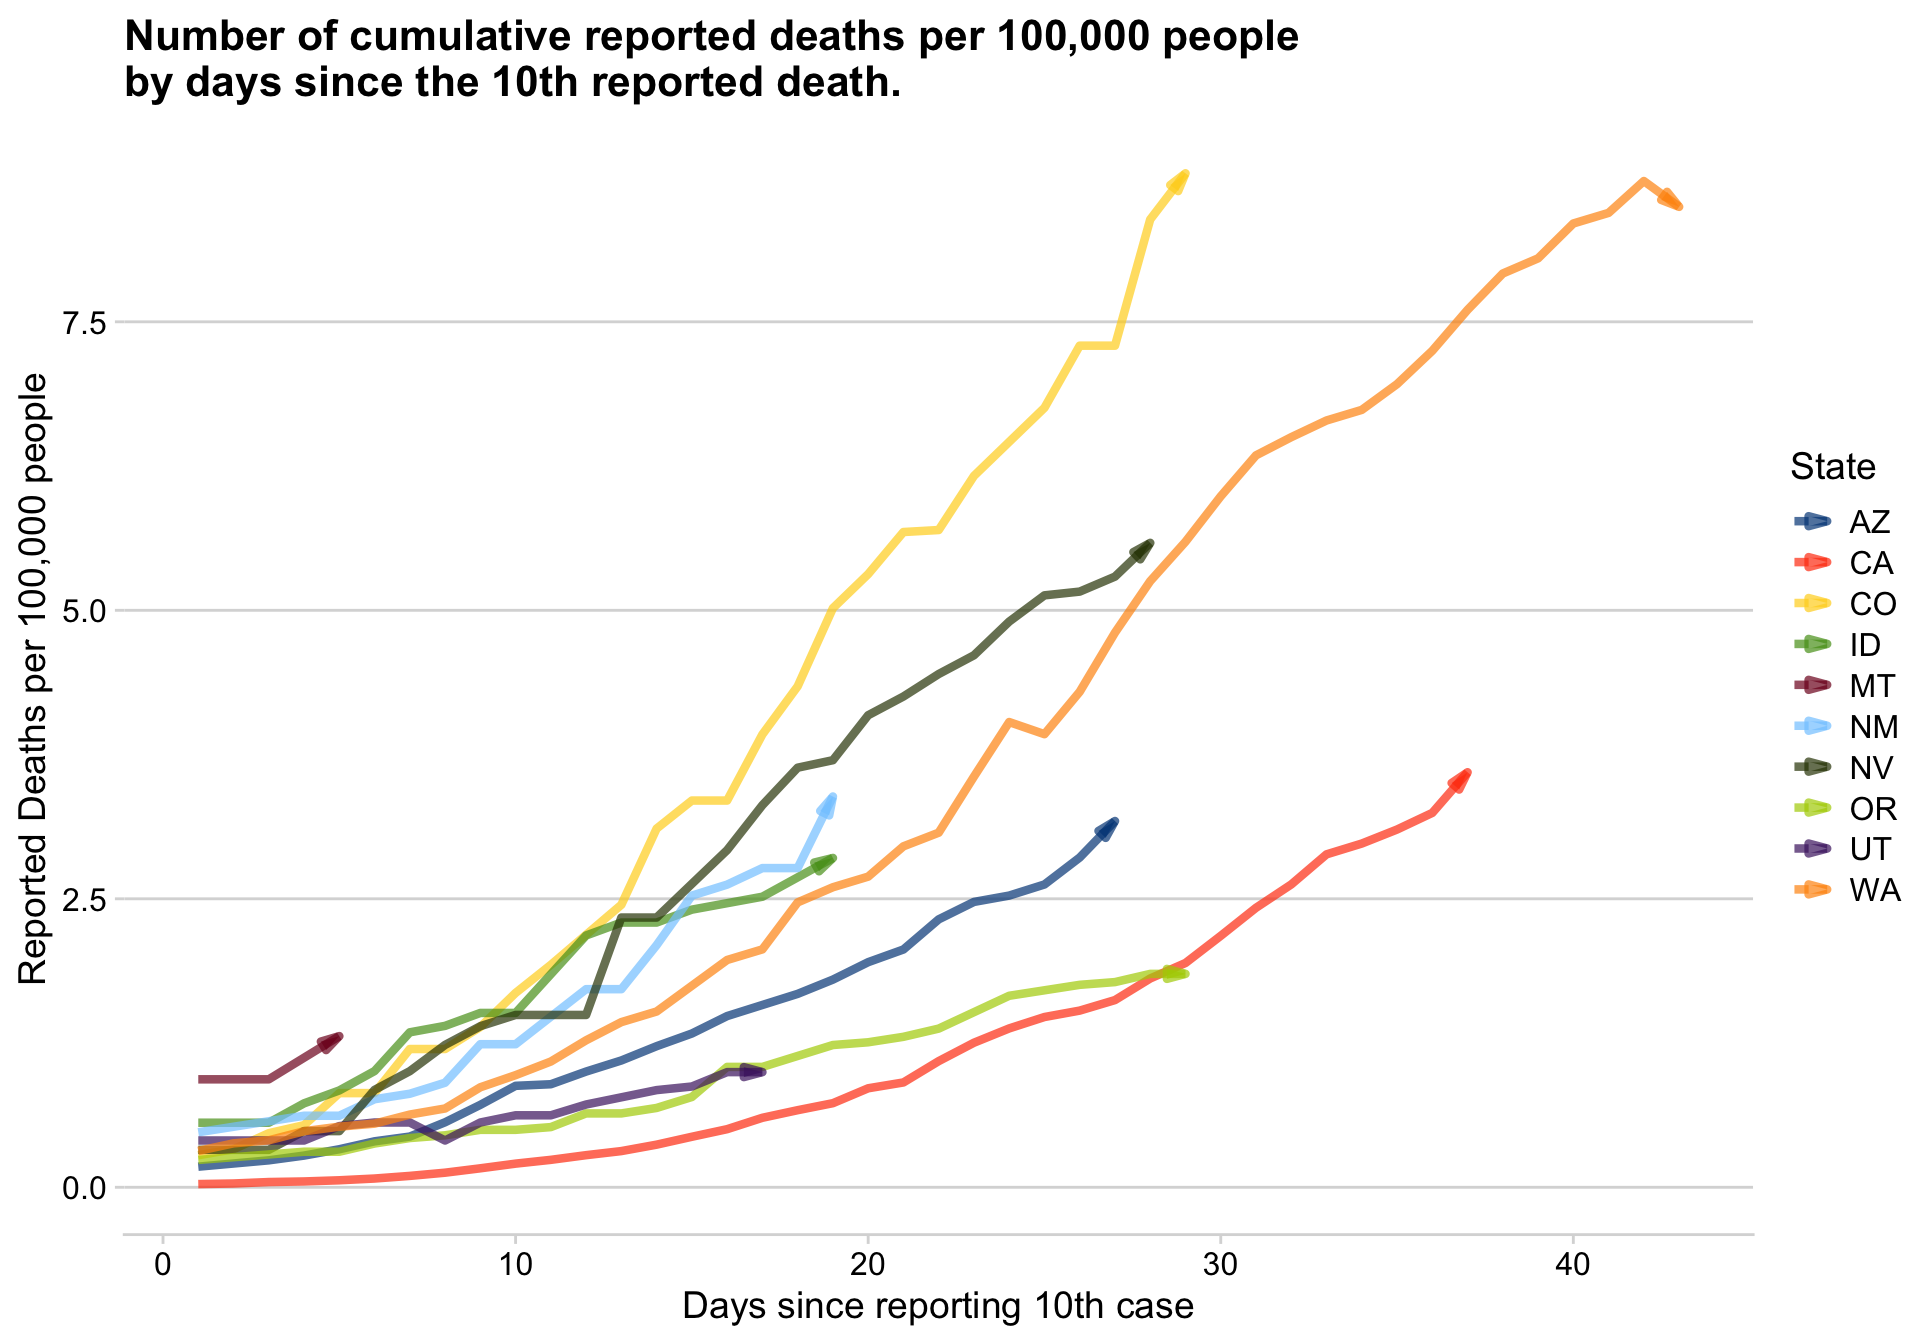 Number of cumulative reported deaths per 100,000 people
by days since the 10th reported death.
Reported Deaths per 100,000 people
7.5
5.0
2.5
0.0
0
10
20
30
40
Days since reporting 10th case
State
AZ
CA
CO
ID
MT
NM
NV
OR
UT
WA